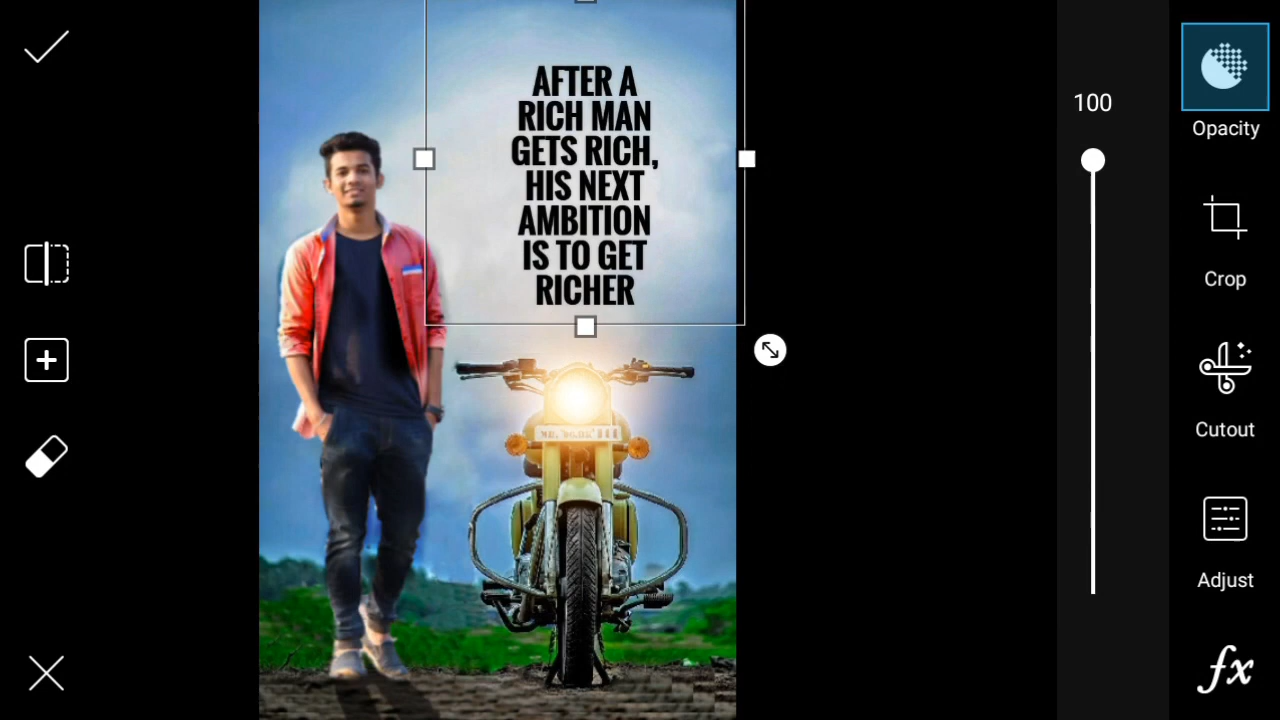 AFTER A
RICH MAN
GETS RICH,
HIS NEXT
AMBITION
IS TO GET
RICHER
100
Opacity
Crop
Cutout
Adjust
fx